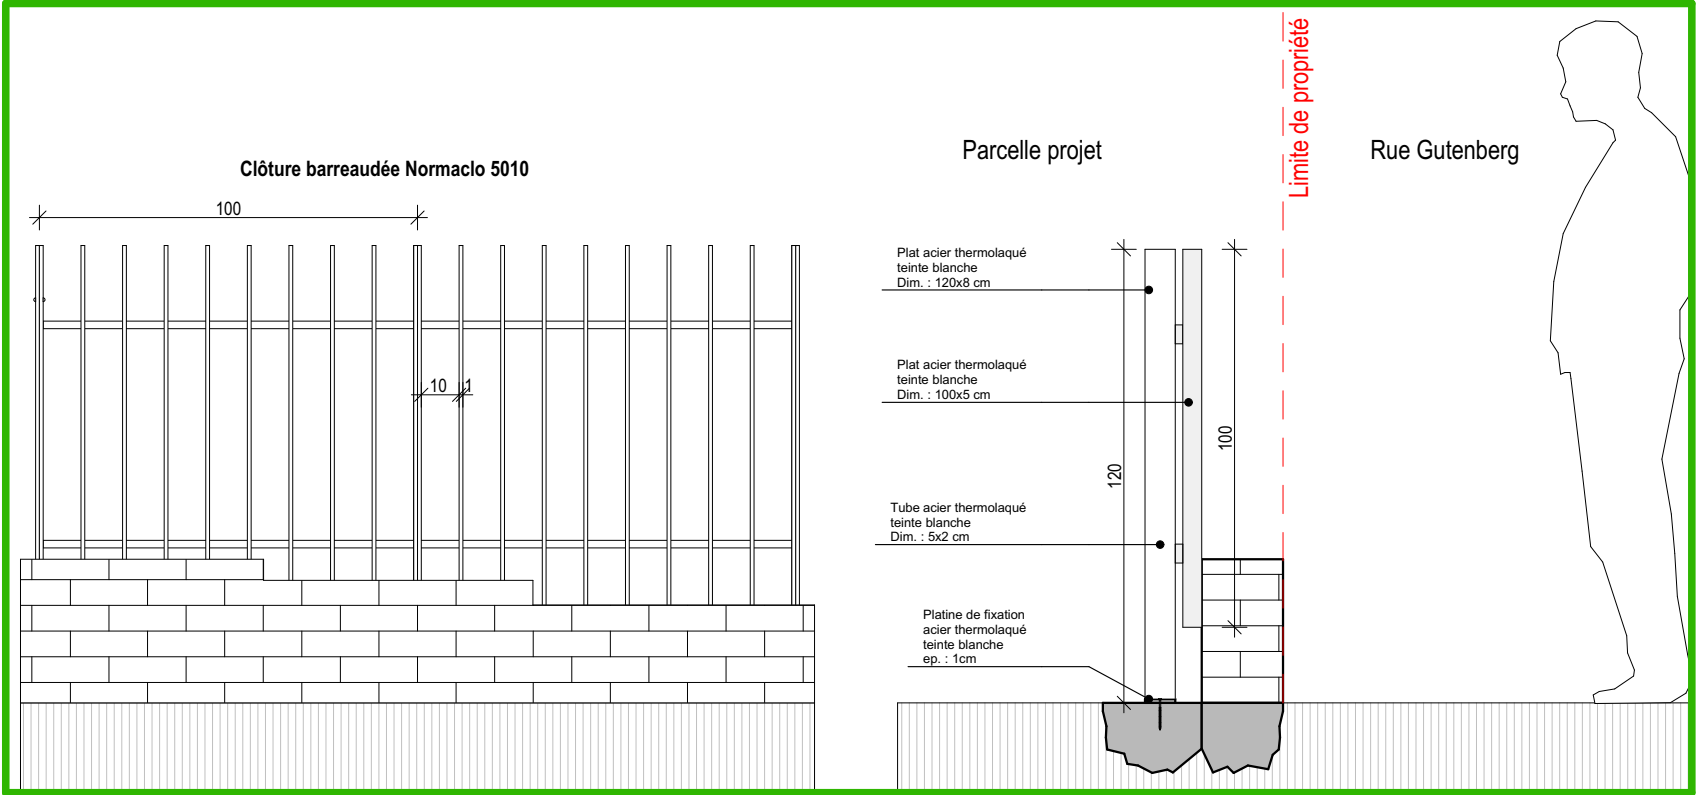 Clôture barreaudée Normaclo 5010
100
10
1
Parcelle projet
Limite de propriété
Rue Gutenberg
Plat acier thermolaqué
teinte blanche
Dim. : 120x8 cm
Plat acier thermolaqué
teinte blanche
Dim. : 100x5 cm
Tube acier thermolaqué
teinte blanche
Dim. : 5x2 cm
Platine de fixation
acier thermolaqué
teinte blanche
ep. : 1cm
120
100